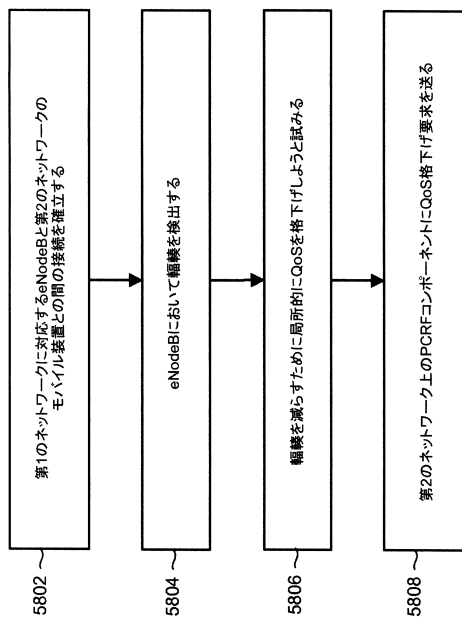 5802
第1のネットワークに対応するeNodeBと第2のネットワークの
モバイル装置との間の接続を確立する
5804
eNodeBにおいて輻輳を検出する
5806
輻輳を減らすために局所的にQoSを格下げしようと試みる
5808
第2のネットワーク上のPCRFコンポーネントにQoS格下げ要求を送る